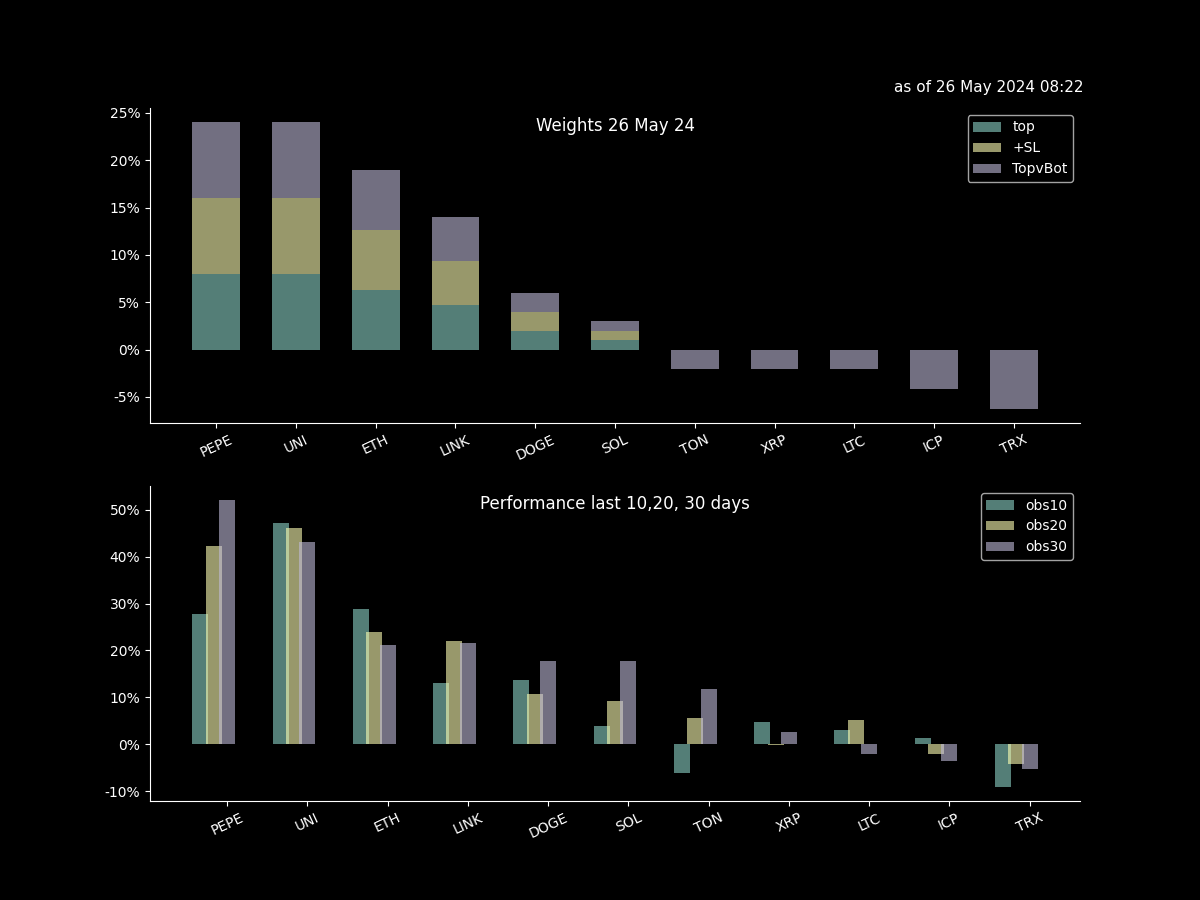 as of 26 May 2024 08:22
Weights 26 May 24
25%
20%
15%
10%
5%
0%
-5%
top
+SL
TopvBot
PEPE UNI ETH LINK DOGE SOL TON XRP LTC ICP TRX
Performance last 10,20, 30 days
50%
40%
30%
20%
10%
0%
-10%
obs10
obs20
obs30
PEPE UNI ETH LINK DOGE SOL TON XRP LTC ICP TRX